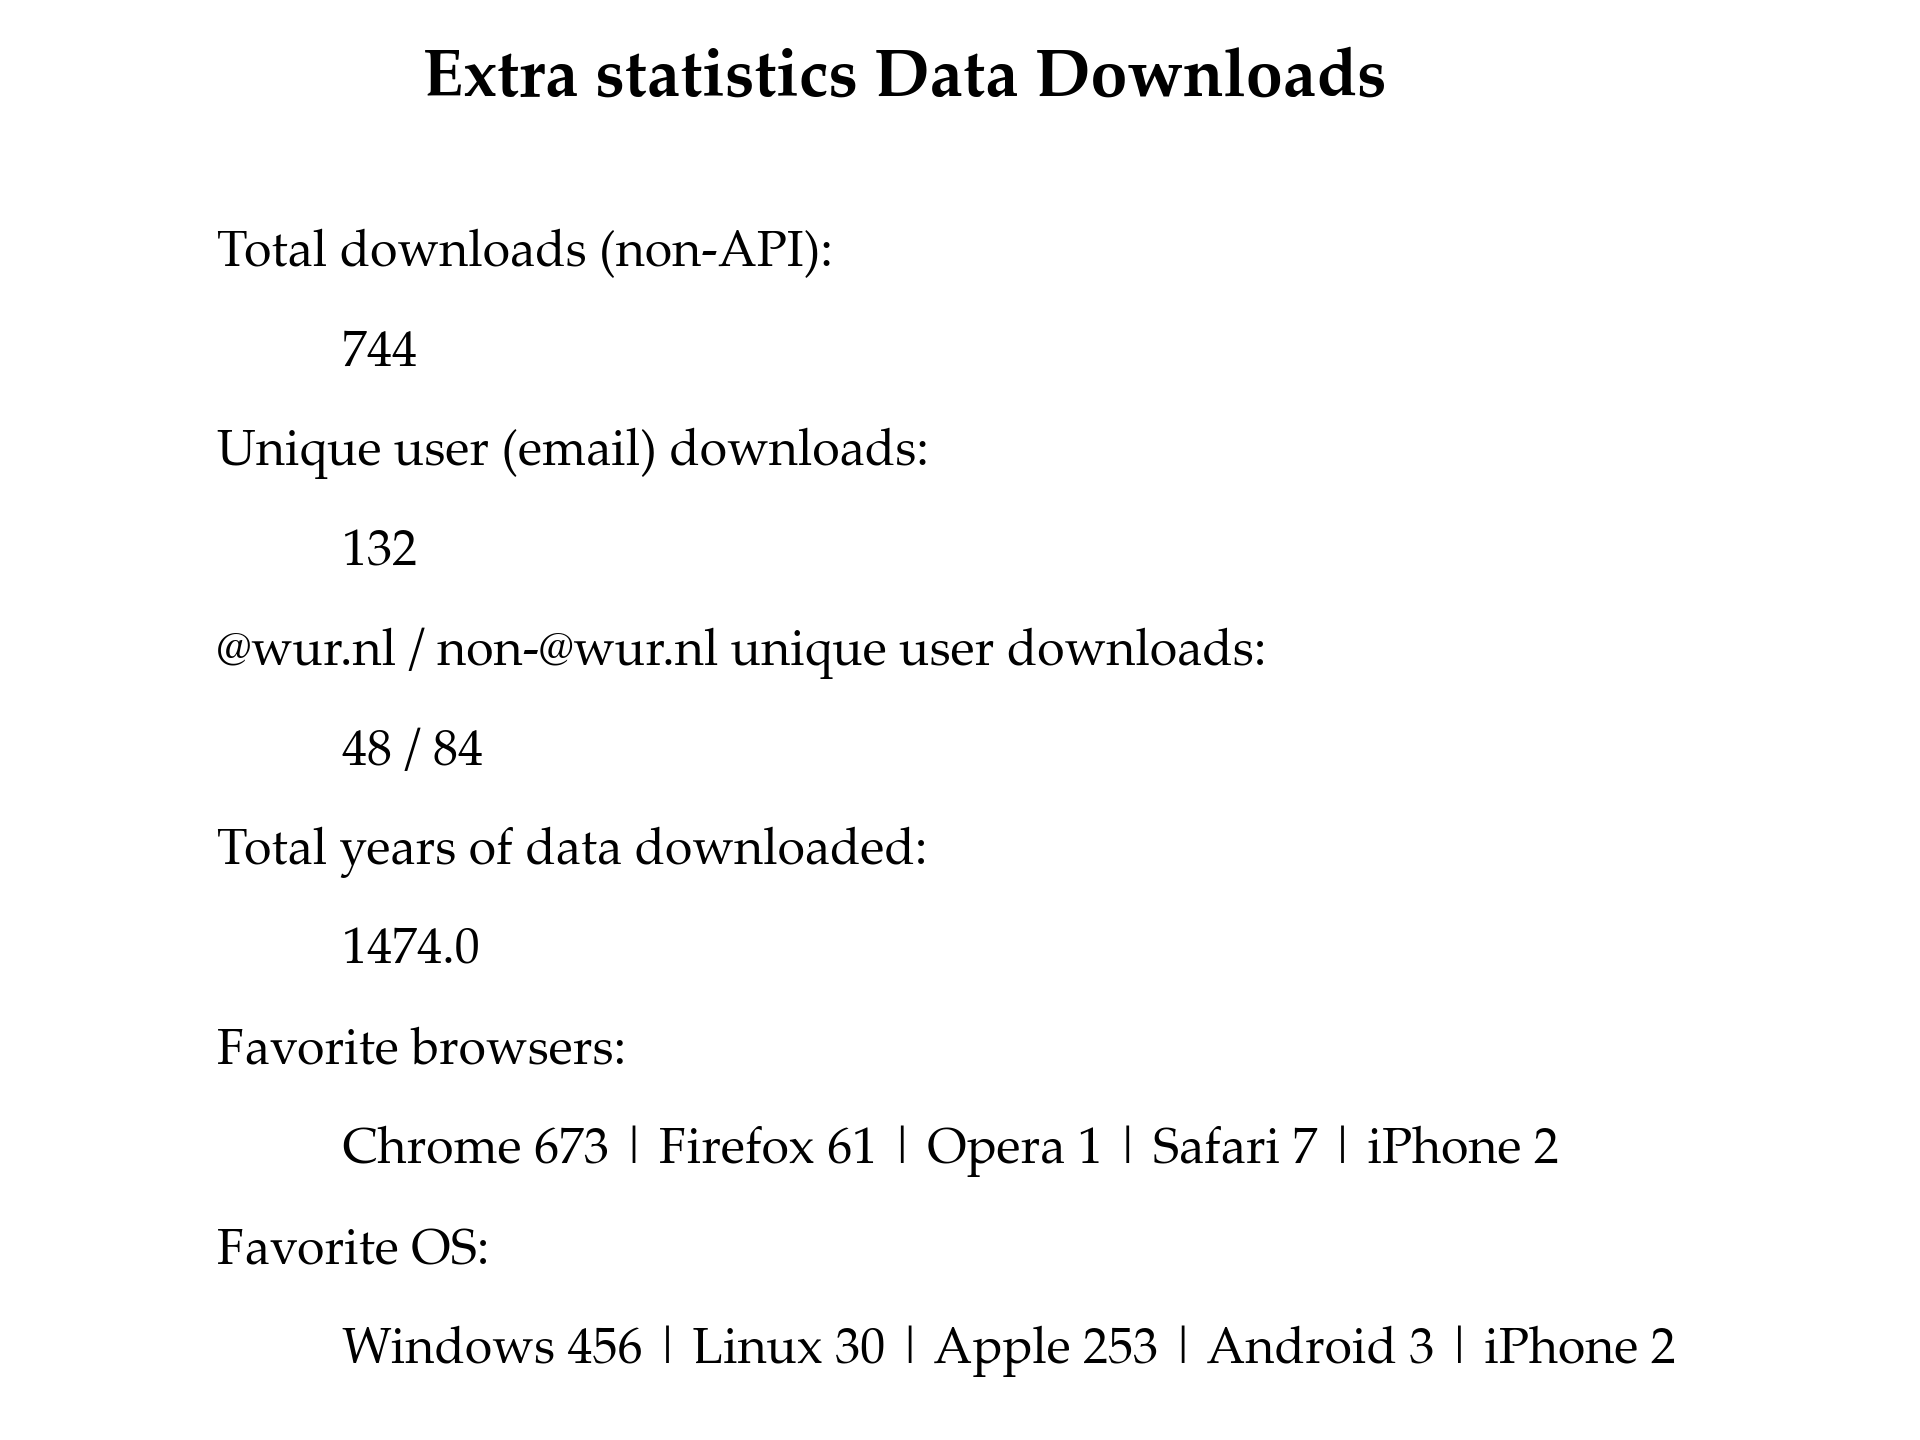 Extra statistics Data Downloads
Total downloads (non-API):
744
Unique user (email) downloads:
132
@wur.nl / non-@wur.nl unique user downloads:
48 / 84
Total years of data downloaded:
1474.0
Favorite browsers:
Chrome 673 | Firefox 61 | Opera 1 | Safari 7 | iPhone 2
Favorite OS:
Windows 456 | Linux 30 | Apple 253 | Android 3 | iPhone 2